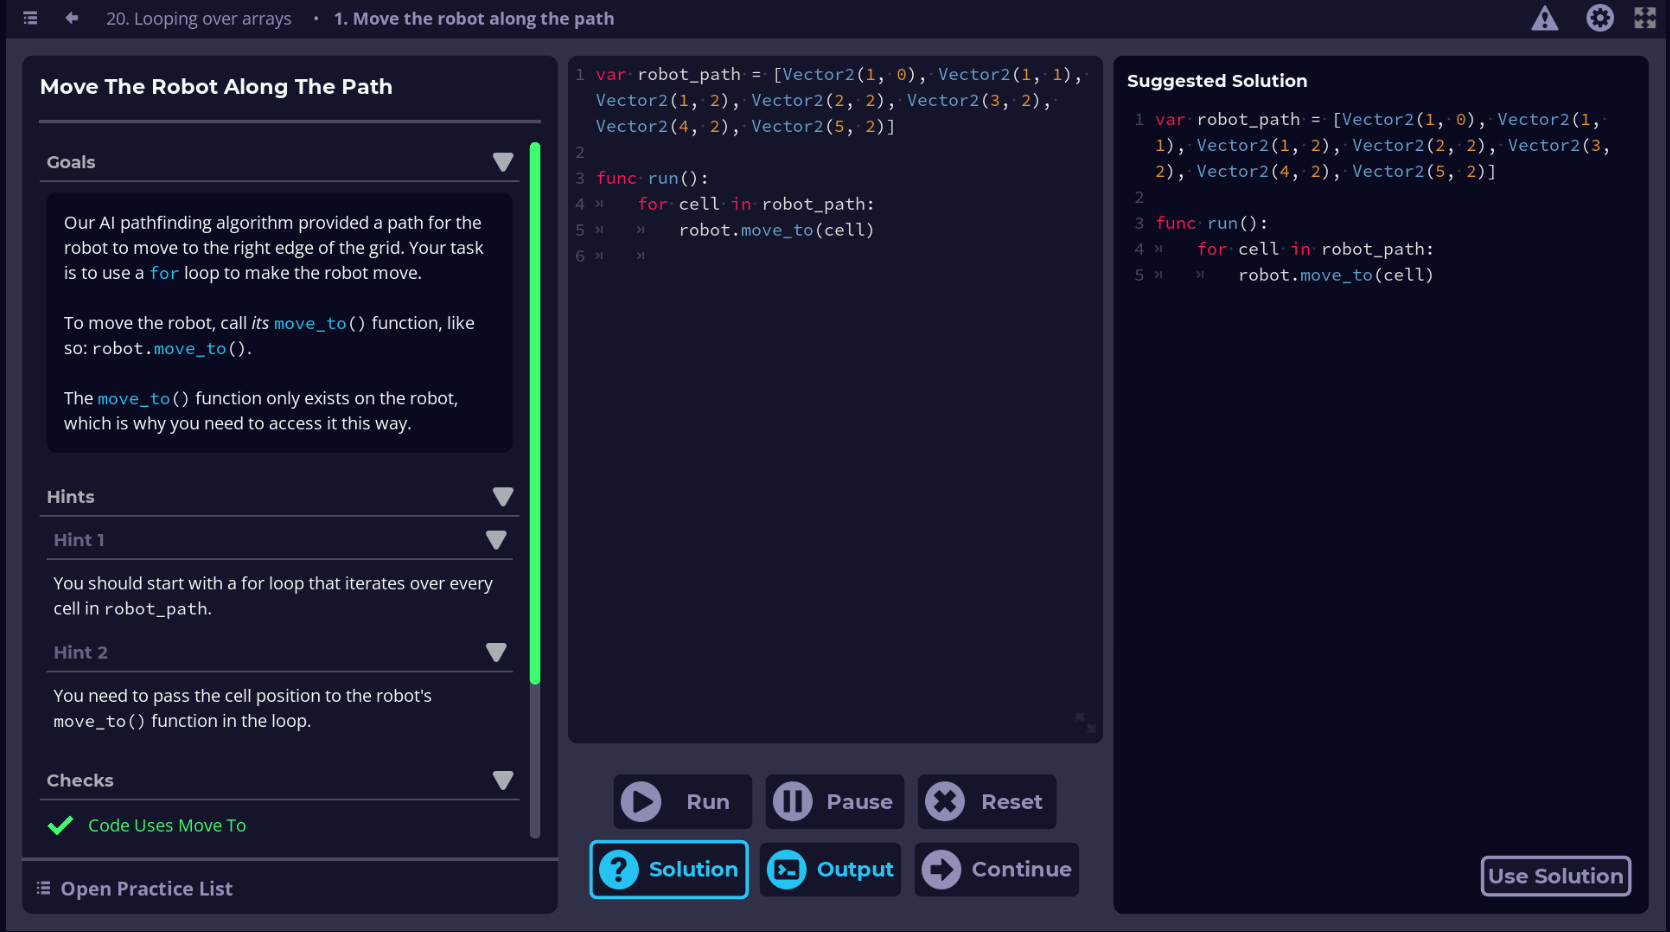 20. Looping over arrays • 1. Move the robot along the path
Move The Robot Along The Path
Goals
Our AI pathfinding algorithm provided a path for the
robot to move to the right edge of the grid. Your task
is to use a for loop to make the robot move.
To move the robot, call its move_to() function, like
so: robot.move_to().
The move_to() function only exists on the robot,
which is why you need to access it this way.
Hints
Hint 1
You should start with a for loop that iterates over every
cell in robot_path.
Hint 2
You need to pass the cell position to the robot's
move_to() function in the loop.
Checks
Code Uses Move To
Open Practice List
1 var robot_path = [Vector2(1, 0), Vector2(1, 1),
Vector2(1, 2), Vector2(2, 2), Vector2(3, 2),
Vector2(4, 2), Vector2(5, 2)]
2
3 func run():
4 for cell in robot_path:
5 robot.move_to(cell)
6
Run
Pause
Reset
Solution
Output
Continue
Suggested Solution
1 var robot_path = [Vector2(1, 0), Vector2(1,
1), Vector2(1, 2), Vector2(2, 2), Vector2(3,
2), Vector2(4, 2), Vector2(5, 2)]
2
3 func run():
4 for cell in robot_path:
5 robot.move_to(cell)
Use Solution